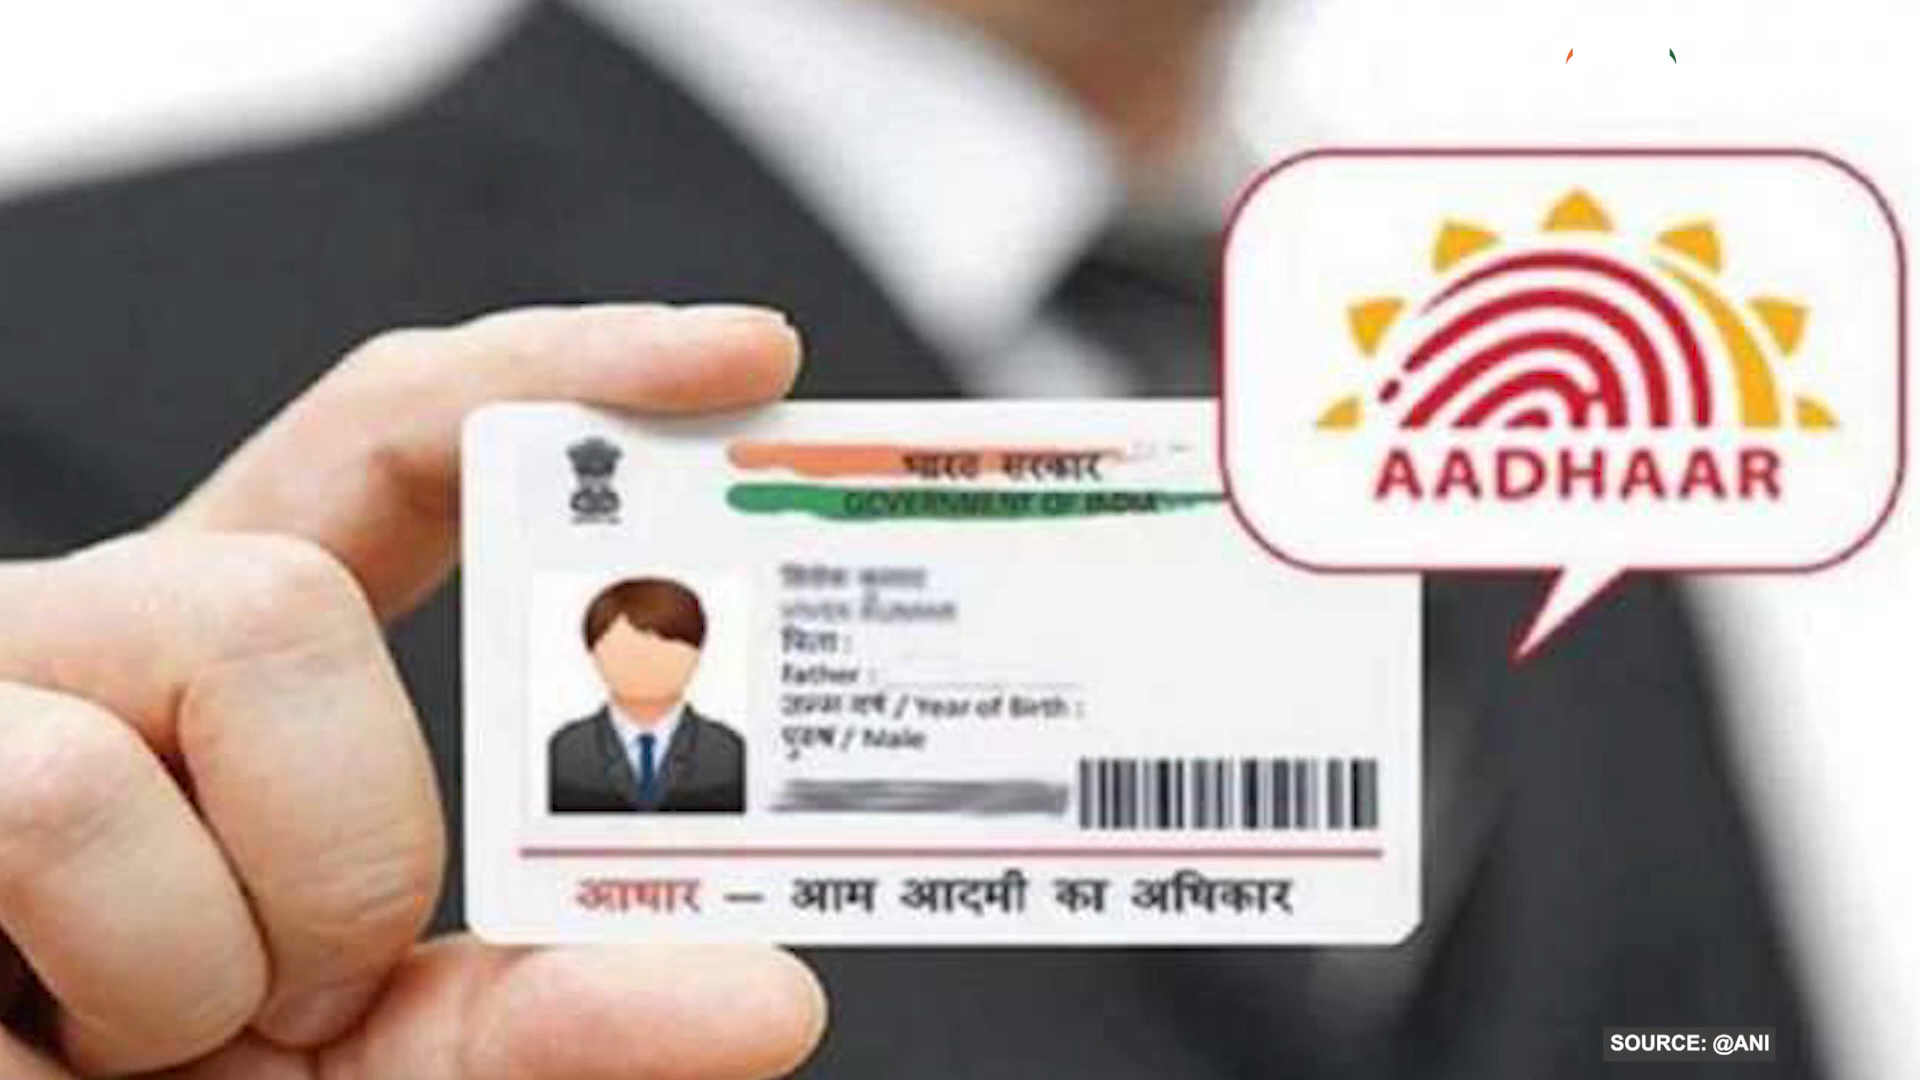 AADHAAR
भारत सरकार
GOVERNMENT OF INDIA
पिता :
Father :
जन्म वर्ष / Year of Birth :
पुरुष / Male
आधार – आम आदमी का अधिकार
SOURCE: @ANI